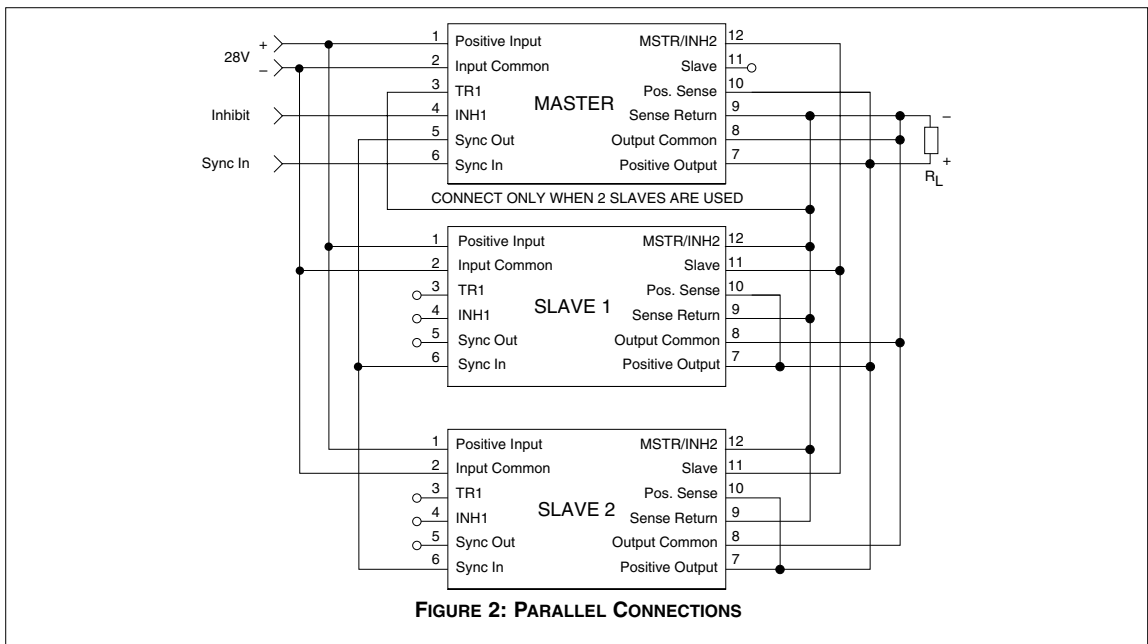 28V
+
–
Inhibit
Sync In
1 Positive Input MSTR/INH2 12
2 Input Common Slave 11
3 TR1 Pos. Sense 10
4 INH1 MASTER Sense Return 9
5 Sync Out Output Common 8
6 Sync In Positive Output 7
–
+
RL
CONNECT ONLY WHEN 2 SLAVES ARE USED
1 Positive Input MSTR/INH2 12
2 Input Common Slave 11
3 TR1 Pos. Sense 10
4 INH1 SLAVE 1 Sense Return 9
5 Sync Out Output Common 8
6 Sync In Positive Output 7
1 Positive Input MSTR/INH2 12
2 Input Common Slave 11
3 TR1 Pos. Sense 10
4 INH1 SLAVE 2 Sense Return 9
5 Sync Out Output Common 8
6 Sync In Positive Output 7
FIGURE 2: PARALLEL CONNECTIONS